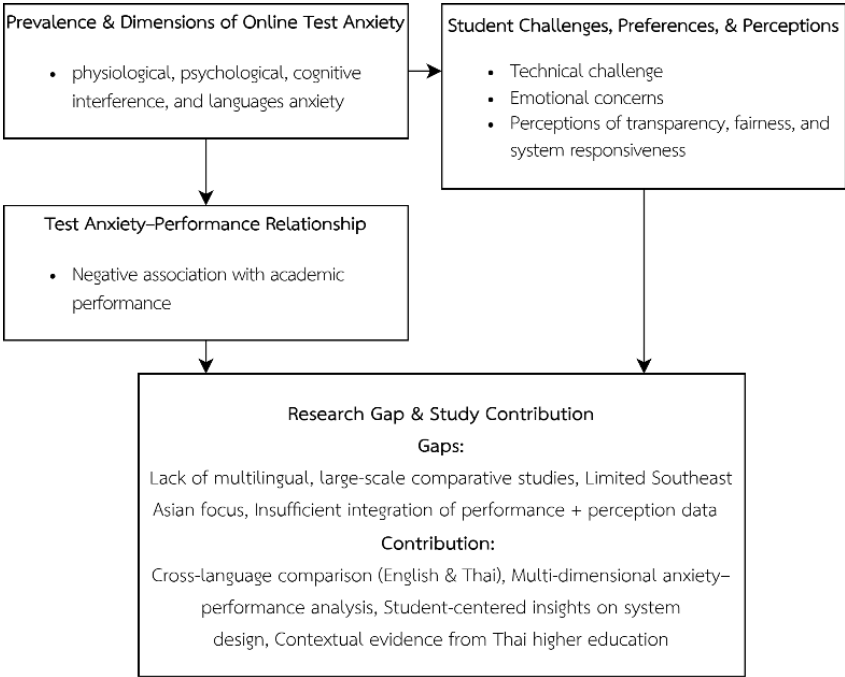 Prevalence & Dimensions of Online Test Anxiety
• physiological, psychological, cognitive
interference, and languages anxiety
Student Challenges, Preferences, & Perceptions
• Technical challenge
• Emotional concerns
• Perceptions of transparency, fairness, and
system responsiveness
Test Anxiety–Performance Relationship
• Negative association with academic
performance
Research Gap & Study Contribution
Gaps:
Lack of multilingual, large-scale comparative studies, Limited Southeast
Asian focus, Insufficient integration of performance + perception data
Contribution:
Cross-language comparison (English & Thai), Multi-dimensional anxiety–
performance analysis, Student-centered insights on system
design, Contextual evidence from Thai higher education